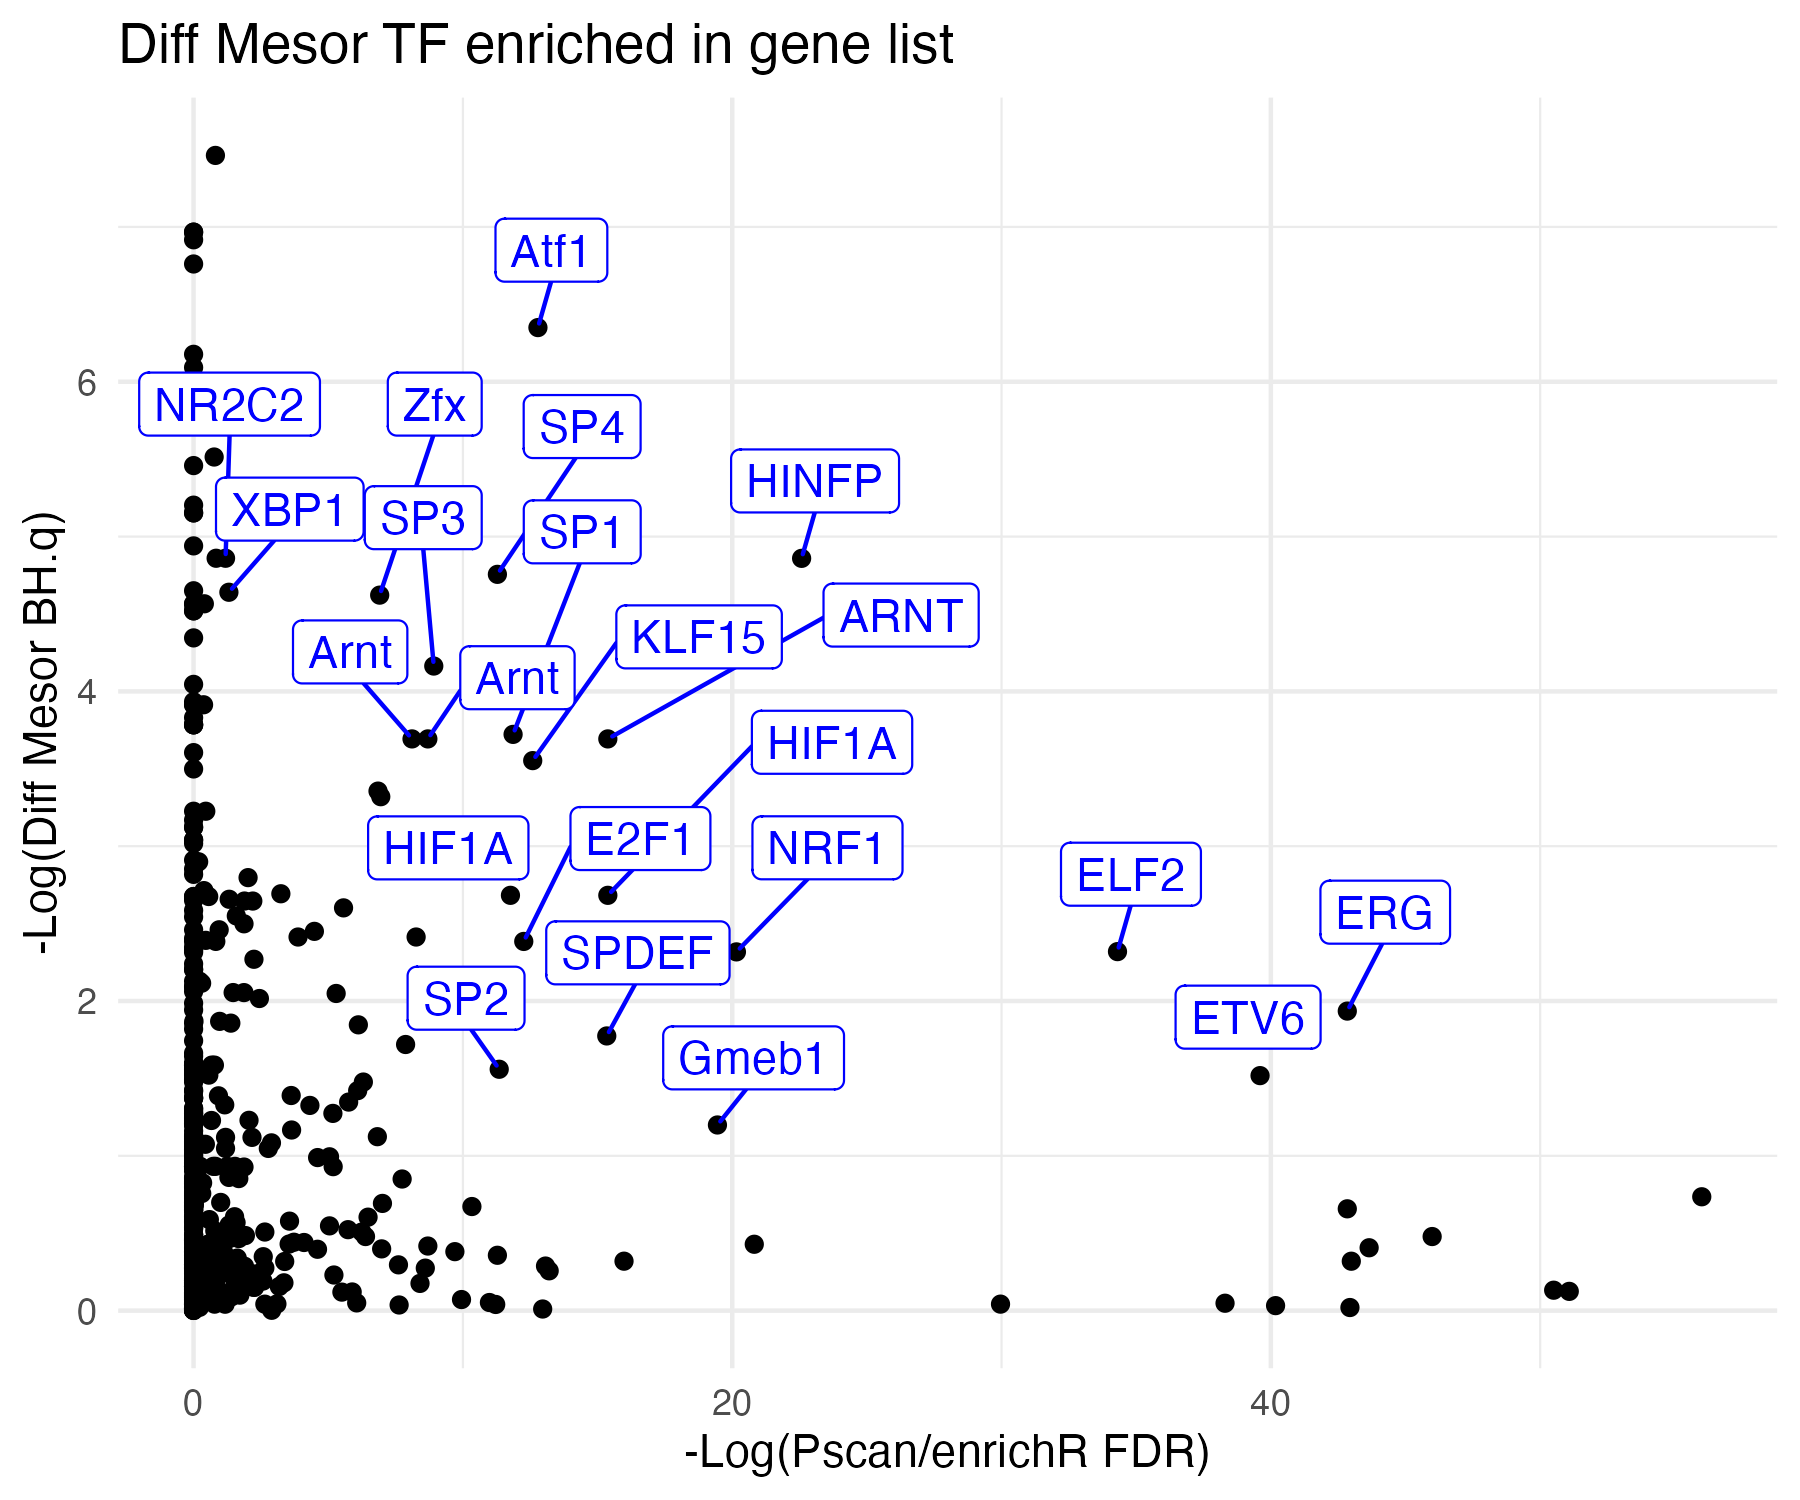 Diff Mesor TF enriched in gene list
Atf1
NR2C2
Zfx
SP4
HINFP
XBP1
SP3
SP1
ARNT
KLF15
Arnt
Arnt
HIF1A
HIF1A
E2F1
NRF1
ELF2
ERG
SPDEF
SP2
ETV6
Gmeb1
6
4
2
0
-Log(Diff Mesor BH.q)
0 20 40
-Log(Pscan/enrichR FDR)